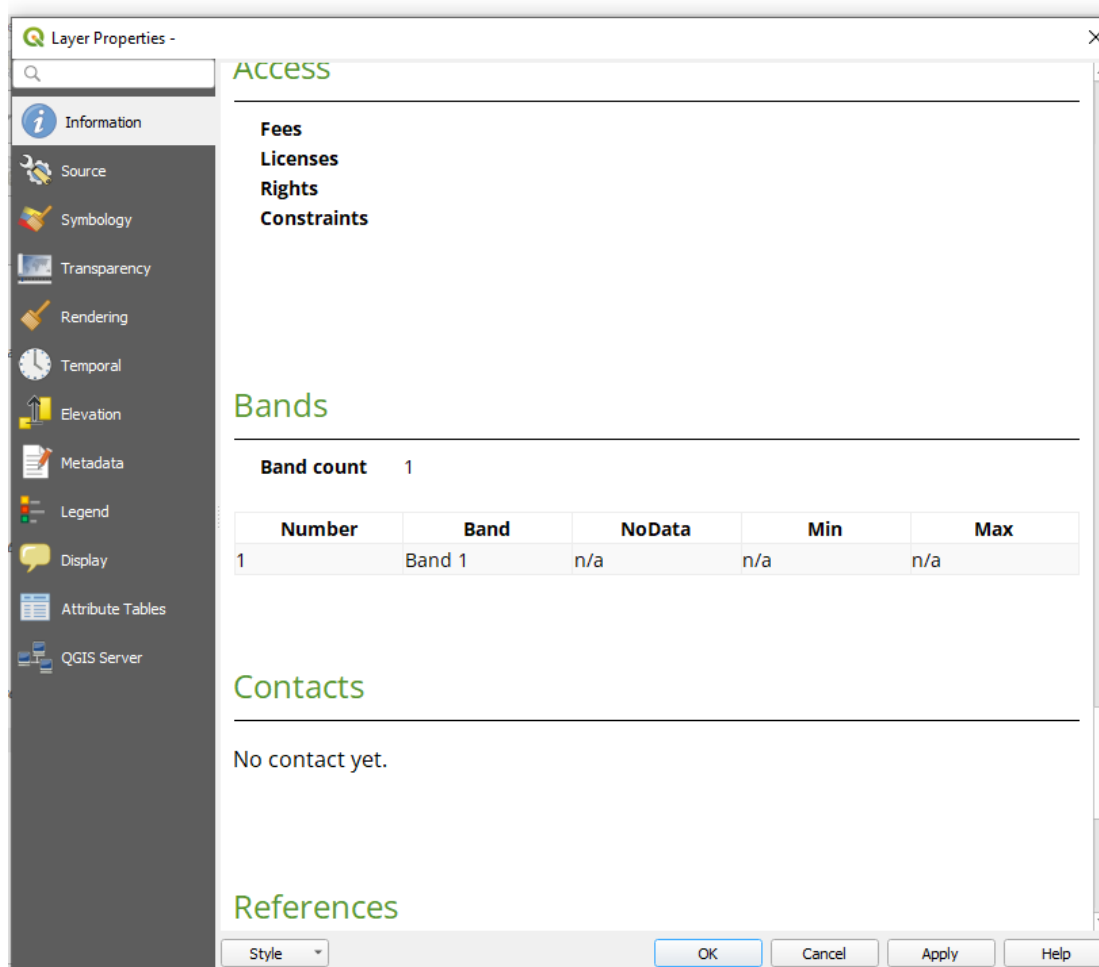 Layer Properties -
Information
Source
Symbology
Transparency
Rendering
Temporal
Elevation
Metadata
Legend
Display
Attribute Tables
QGIS Server
Access
Fees
Licenses
Rights
Constraints
Bands
Band count 1
Number Band NoData Min Max
1 Band 1 n/a n/a n/a
Contacts
No contact yet.
References
Style OK Cancel Apply Help